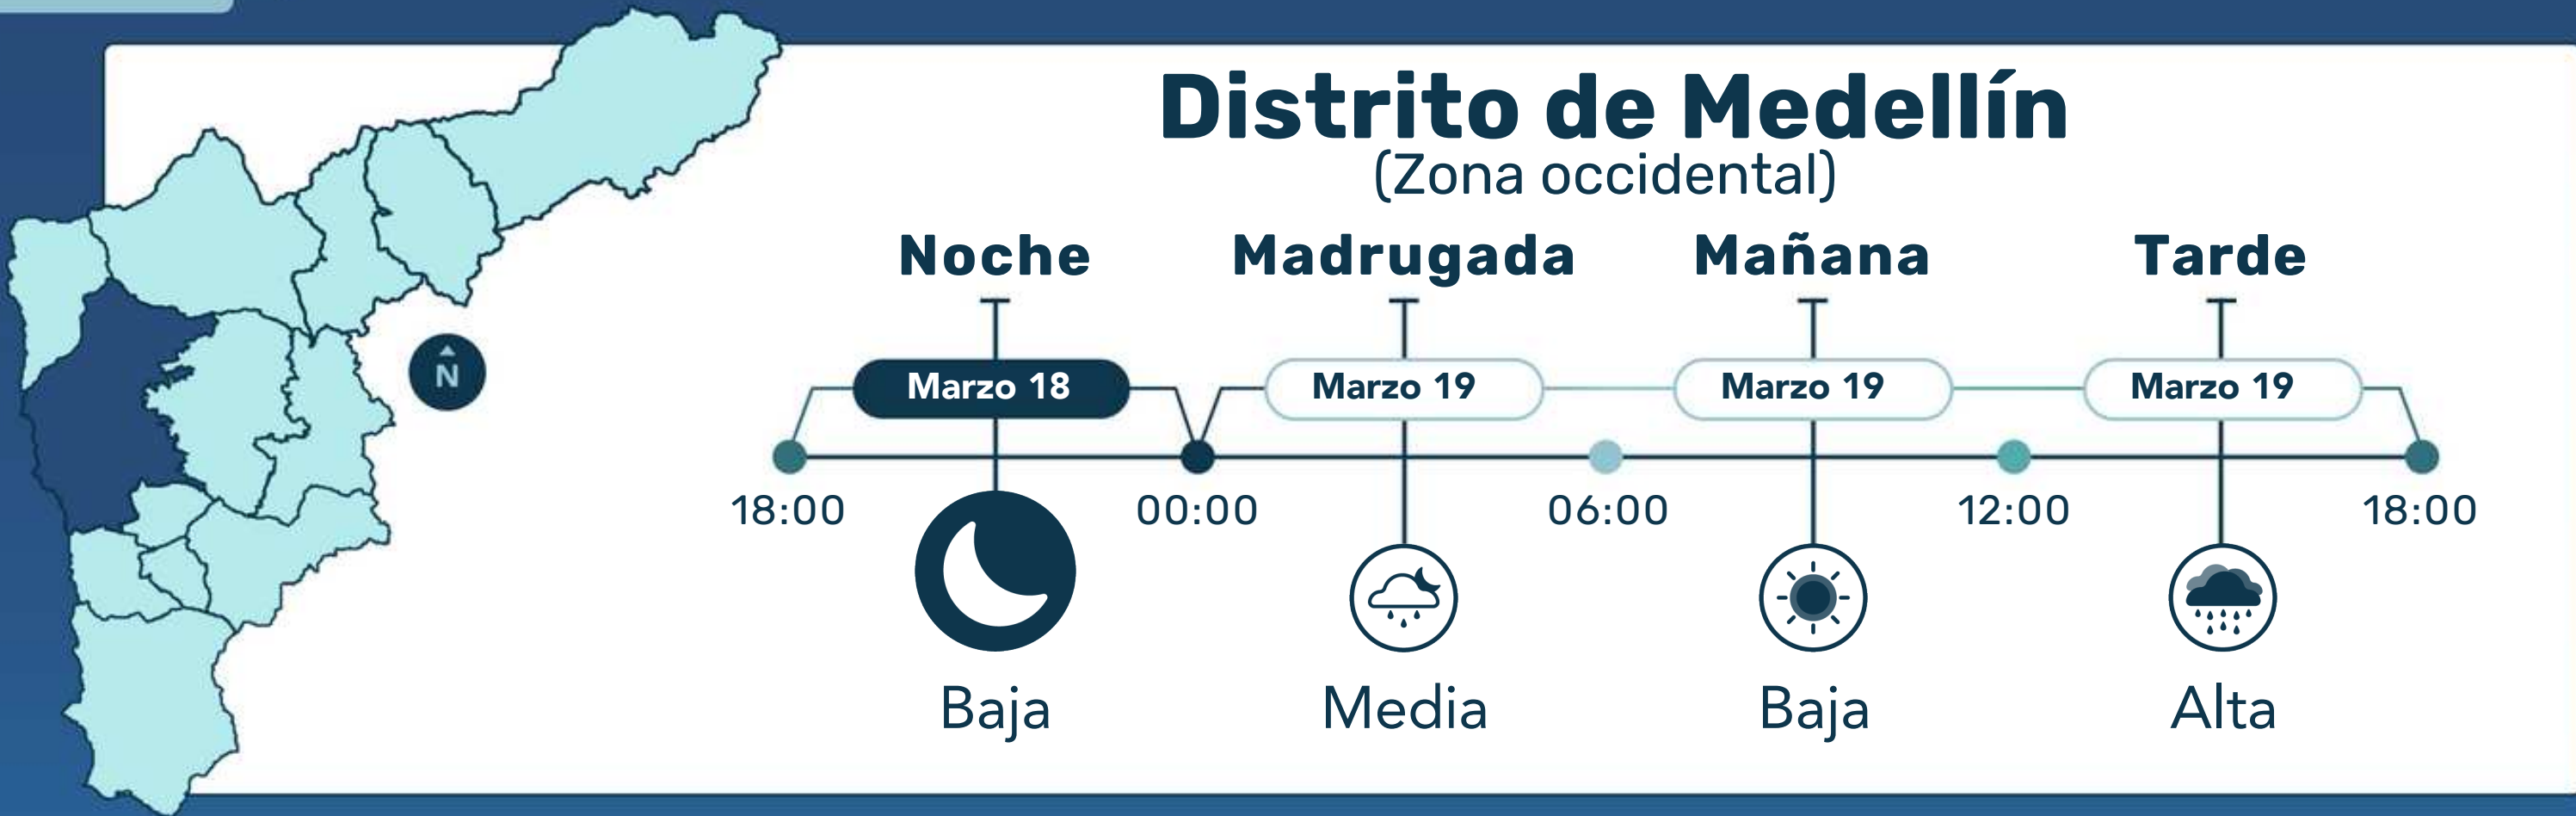 Distrito de Medellín
(Zona occidental)
Noche Madrugada Mañana Tarde
N
Marzo 18 Marzo 19 Marzo 19 Marzo 19
18:00 00:00 06:00 12:00 18:00
Baja Media Baja Alta